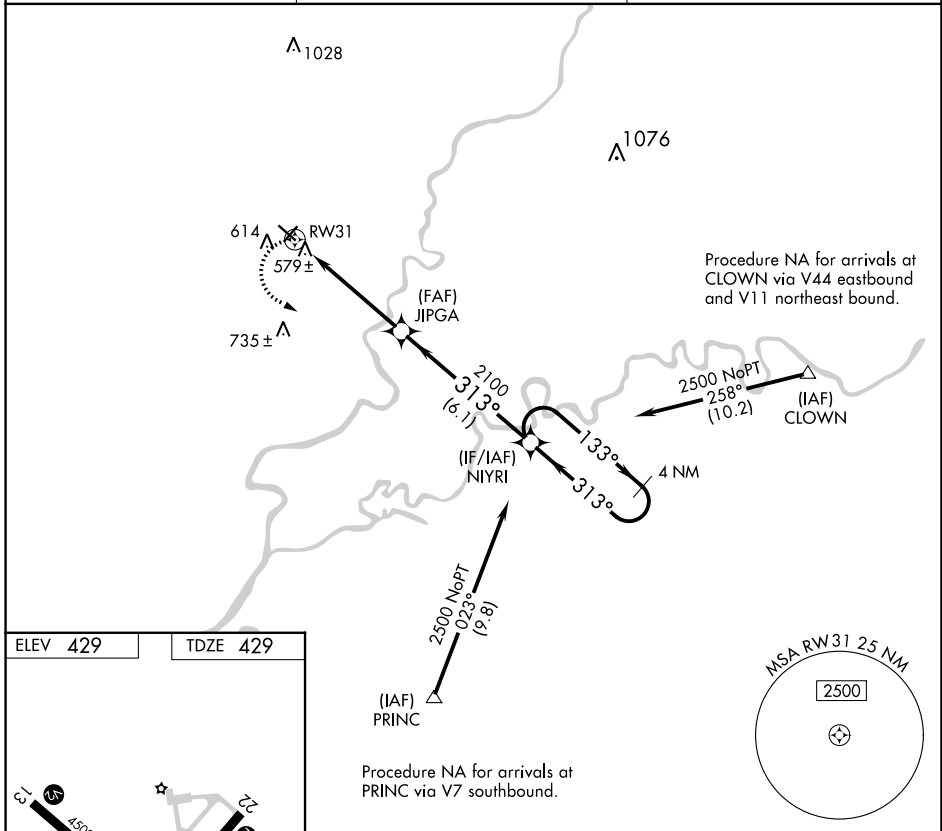 1028
1076
614
RW31
579±
735±
Procedure NA for arrivals at
CLOWN via V44 eastbound
and V11 northeast bound.
(FAF)
JIPGA
2100
313°
(6.1)
2500 NoPT
258°
(10.2)
(IAF)
CLOWN
(IF/IAF)
NIYRI
133°
313°
4 NM
2500 NoPT
023°
(9.8)
(IAF)
PRINC
Procedure NA for arrivals at
PRINC via V7 southbound.
MSA RW31 25 NM
2500
ELEV 429
TDZE 429
13
V5
22